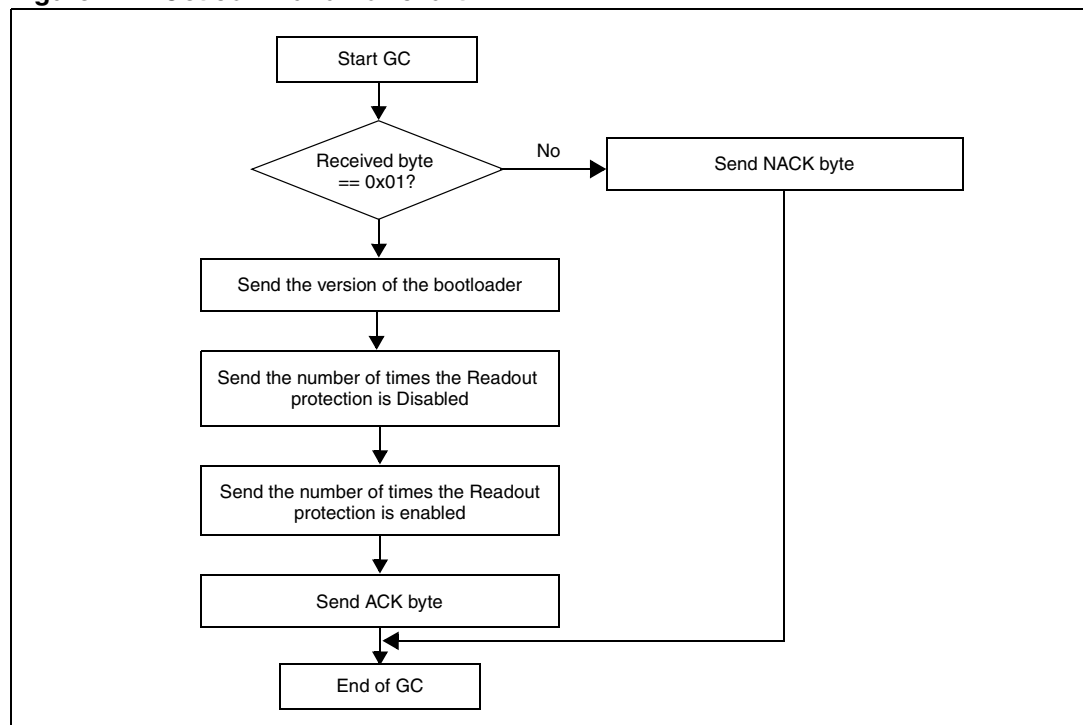 Start GC
Received byte
== 0x01?
No
Send NACK byte
Send the version of the bootloader
Send the number of times the Readout
protection is Disabled
Send the number of times the Readout
protection is enabled
Send ACK byte
End of GC